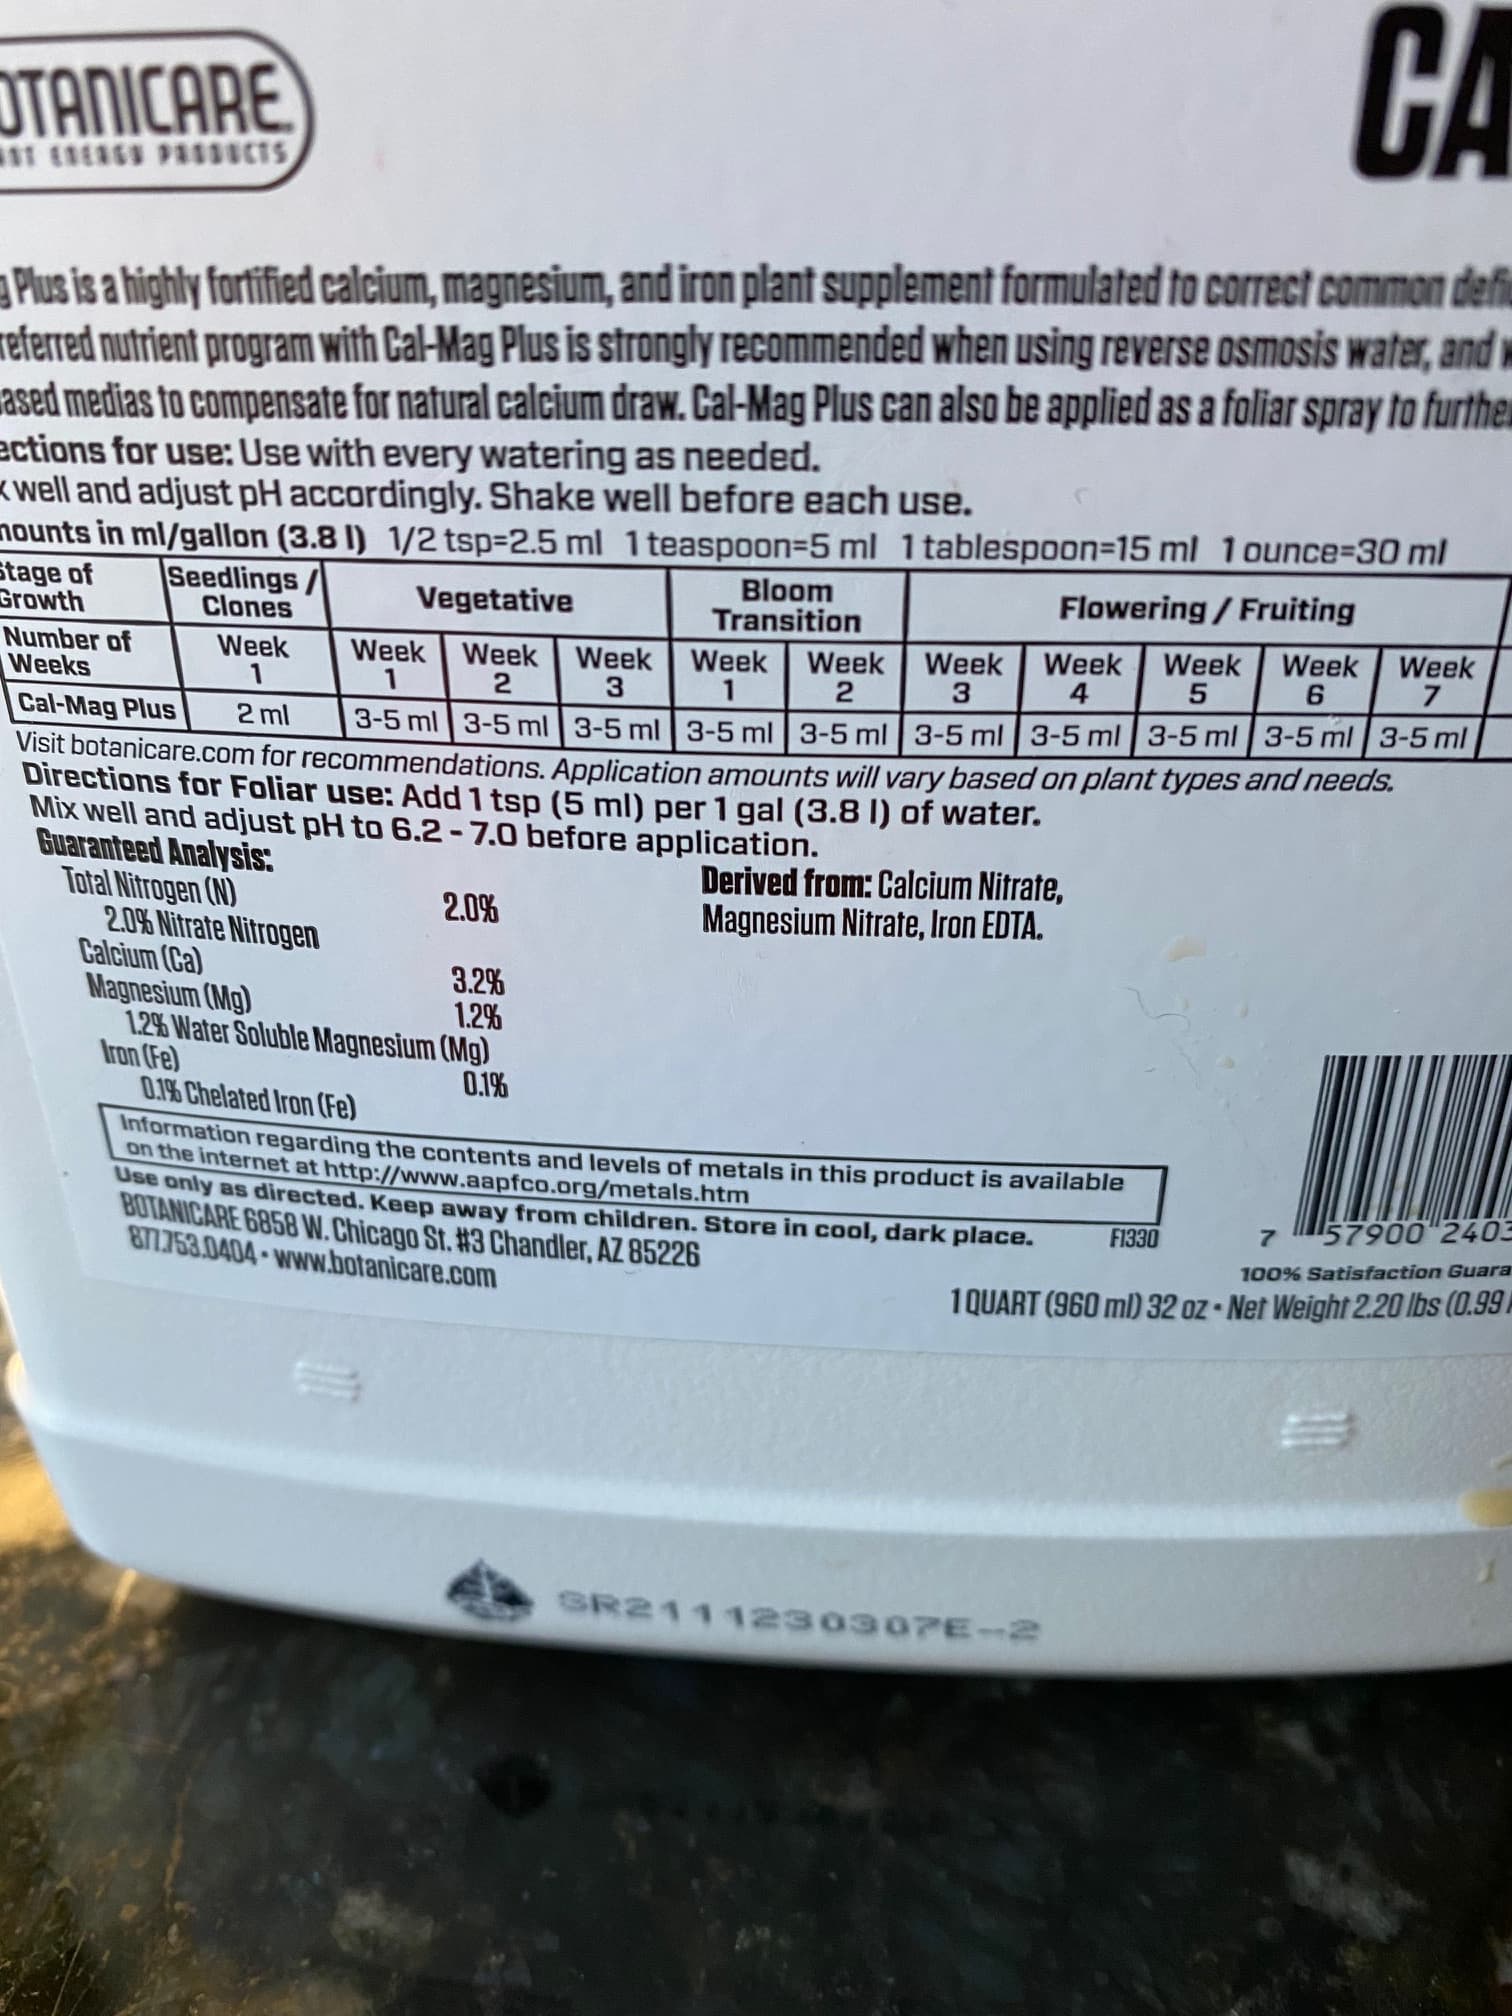 OTANICARE
ENERGY PRODUCTS
CA
Plus is a highly fortified calcium, magnesium, and iron plant supplement formulated to correct common
eferred nutrient program with Cal-Mag Plus is strongly recommended when using reverse osmosis water, and
ased medias to compensate for natural calcium draw. Cal-Mag Plus can also be applied as a foliar spray to further
ections for use: Use with every watering as needed.
well and adjust pH accordingly. Shake well before each use.
mounts in ml/gallon (3.8 l) 1/2 tsp=2.5 ml 1 teaspoon=5 ml 1 tablespoon=15 ml 1 ounce=30 ml
Stage of Growth Seedlings / Clones Vegetative Bloom Transition Flowering / Fruiting
Number of Weeks Week 1 Week 1 Week 2 Week 3 Week 1 Week 2 Week 3 Week 4 Week 5 Week 6 Week 7
Cal-Mag Plus 2 ml 3-5 ml 3-5 ml 3-5 ml 3-5 ml 3-5 ml 3-5 ml 3-5 ml 3-5 ml 3-5 ml 3-5 ml
Visit botanicare.com for recommendations. Application amounts will vary based on plant types and needs.
Directions for Foliar use: Add 1 tsp (5 ml) per 1 gal (3.8 l) of water.
Mix well and adjust pH to 6.2 - 7.0 before application.
Guaranteed Analysis:
Total Nitrogen (N) 2.0%
2.0% Nitrate Nitrogen
Calcium (Ca) 3.2%
Magnesium (Mg) 1.2%
1.2% Water Soluble Magnesium (Mg)
Iron (Fe) 0.1%
0.1% Chelated Iron (Fe)
Derived from: Calcium Nitrate,
Magnesium Nitrate, Iron EDTA.
Information regarding the contents and levels of metals in this product is available
on the internet at http://www.aapfco.org/metals.htm
Use only as directed. Keep away from children. Store in cool, dark place.
BOTANICARE 6858 W. Chicago St. #3 Chandler, AZ 85226
877.753.0404 • www.botanicare.com
F1330
7 57900 2403
100% Satisfaction Guara
1 QUART (960 ml) 32 oz • Net Weight 2.20 lbs (0.99
SR2111230307E-2